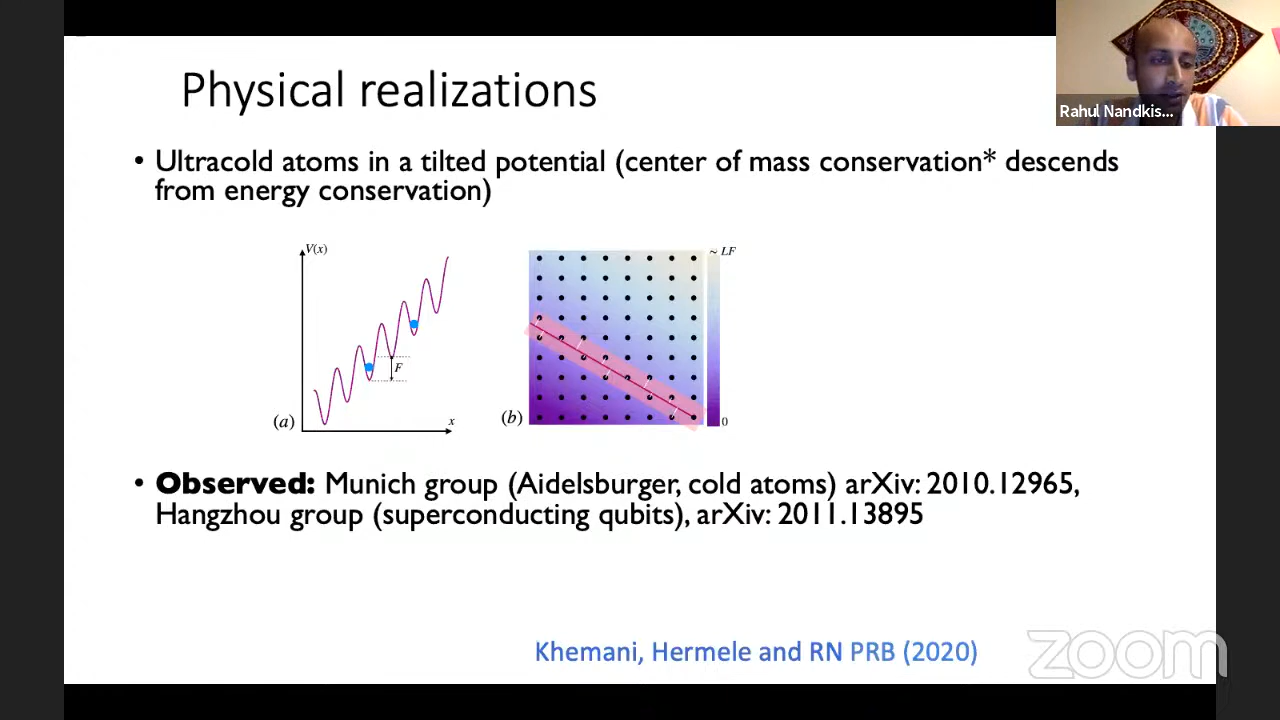 Physical realizations
Rahul Nandkis...
• Ultracold atoms in a tilted potential (center of mass conservation* descends
from energy conservation)
V(x)
F
(a)
x
~ LF
(b)
0
• Observed: Munich group (Aidelsburger, cold atoms) arXiv: 2010.12965,
Hangzhou group (superconducting qubits), arXiv: 2011.13895
Khemani, Hermele and RN PRB (2020)
zoom